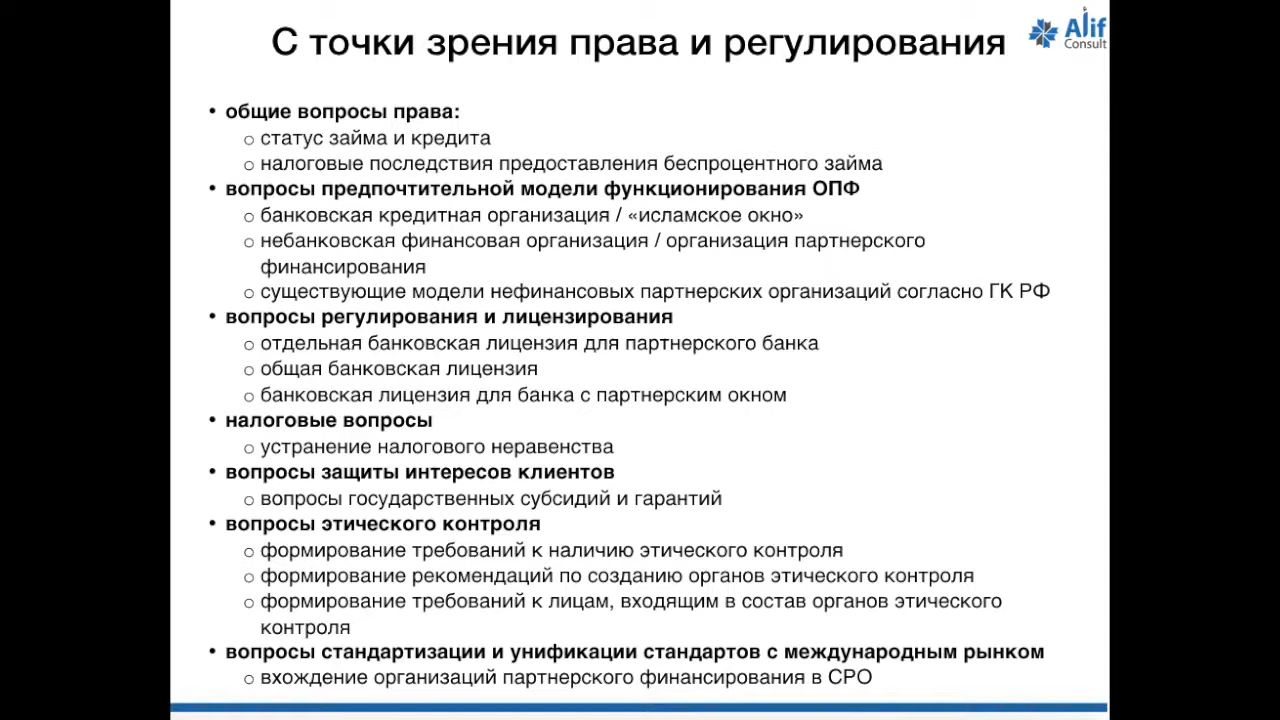 С точки зрения права и регулирования
Alif
Consult
• общие вопросы права:
○ статус займа и кредита
○ налоговые последствия предоставления беспроцентного займа
• вопросы предпочтительной модели функционирования ОПФ
○ банковская кредитная организация / «исламское окно»
○ небанковская финансовая организация / организация партнерского
финансирования
○ существующие модели нефинансовых партнерских организаций согласно ГК РФ
• вопросы регулирования и лицензирования
○ отдельная банковская лицензия для партнерского банка
○ общая банковская лицензия
○ банковская лицензия для банка с партнерским окном
• налоговые вопросы
○ устранение налогового неравенства
• вопросы защиты интересов клиентов
○ вопросы государственных субсидий и гарантий
• вопросы этического контроля
○ формирование требований к наличию этического контроля
○ формирование рекомендаций по созданию органов этического контроля
○ формирование требований к лицам, входящим в состав органов этического
контроля
• вопросы стандартизации и унификации стандартов с международным рынком
○ вхождение организаций партнерского финансирования в СРО